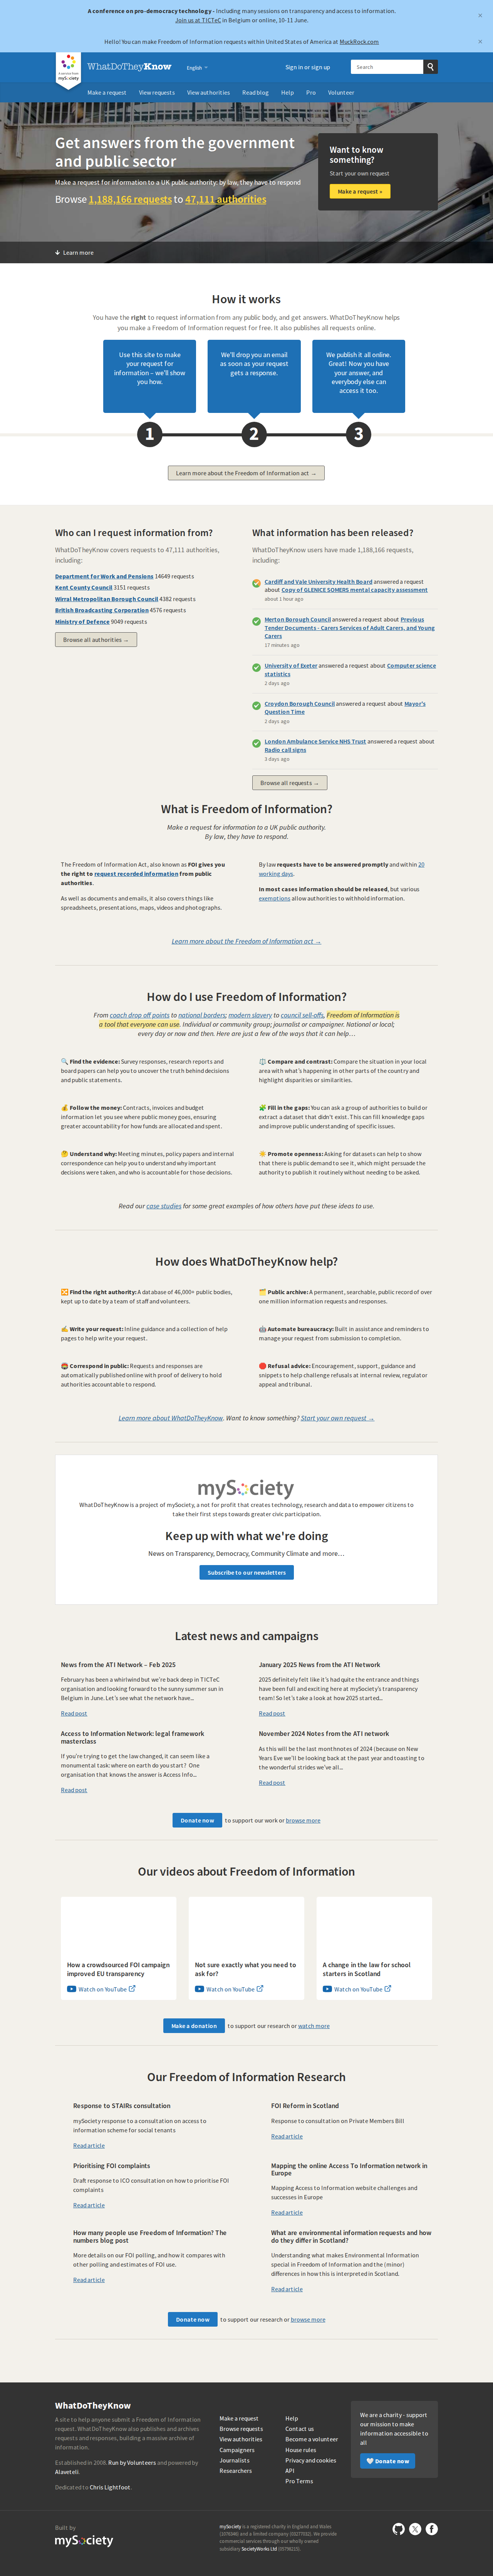 A conference on pro-democracy technology - Including many sessions on transparency and access to information.
Join us at TICTeC in Belgium or online, 10-11 June.
×
Hello! You can make Freedom of Information requests within United States of America at MuckRock.com
×
A service from
mySociety
WhatDoTheyKnow
English
Sign in or sign up
Search
Make a request
View requests
View authorities
Read blog
Help
Pro
Volunteer
Get answers from the government
and public sector
Make a request for information to a UK public authority: by law, they have to respond
Browse 1,188,166 requests to 47,111 authorities
Want to know
something?
Start your own request
Make a request »
↓ Learn more
How it works
You have the right to request information from any public body, and get answers. WhatDoTheyKnow helps
you make a Freedom of Information request for free. It also publishes all requests online.
Use this site to make
your request for
information – we'll show
you how.
We'll drop you an email
as soon as your request
gets a response.
We publish it all online.
Great! Now you have
your answer, and
everybody else can
access it too.
1
2
3
Learn more about the Freedom of Information act →
Who can I request information from?
WhatDoTheyKnow covers requests to 47,111 authorities,
including:
Department for Work and Pensions 14649 requests
Kent County Council 3151 requests
Wirral Metropolitan Borough Council 4382 requests
British Broadcasting Corporation 4576 requests
Ministry of Defence 9049 requests
Browse all authorities →
What information has been released?
WhatDoTheyKnow users have made 1,188,166 requests,
including:
Cardiff and Vale University Health Board answered a request
about Copy of GLENICE SOMERS mental capacity assessment
about 1 hour ago
Merton Borough Council answered a request about Previous
Tender Documents - Carers Services of Adult Carers, and Young
Carers
17 minutes ago
University of Exeter answered a request about Computer science
statistics
2 days ago
Croydon Borough Council answered a request about Mayor's
Question Time
2 days ago
London Ambulance Service NHS Trust answered a request about
Radio call signs
3 days ago
Browse all requests →
What is Freedom of Information?
Make a request for information to a UK public authority.
By law, they have to respond.
The Freedom of Information Act, also known as FOI gives you
the right to request recorded information from public
authorities.
As well as documents and emails, it also covers things like
spreadsheets, presentations, maps, videos and photographs.
By law requests have to be answered promptly and within 20
working days.
In most cases information should be released, but various
exemptions allow authorities to withhold information.
Learn more about the Freedom of Information act →
How do I use Freedom of Information?
From coach drop off points to national borders; modern slavery to council sell-offs, Freedom of Information is
a tool that everyone can use. Individual or community group; journalist or campaigner. National or local;
every day or now and then. Here are just a few of the ways that it can help…
🔍 Find the evidence: Survey responses, research reports and
board papers can help you to uncover the truth behind decisions
and public statements.
⚖️ Compare and contrast: Compare the situation in your local
area with what's happening in other parts of the country and
highlight disparities or similarities.
💰 Follow the money: Contracts, invoices and budget
information let you see where public money goes, ensuring
greater accountability for how funds are allocated and spent.
🧩 Fill in the gaps: You can ask a group of authorities to build or
extract a dataset that didn't exist. This can fill knowledge gaps
and improve public understanding of specific issues.
🤔 Understand why: Meeting minutes, policy papers and internal
correspondence can help you to understand why important
decisions were taken, and who is accountable for those decisions.
☀️ Promote openness: Asking for datasets can help to show
that there is public demand to see it, which might persuade the
authority to publish it routinely without needing to be asked.
Read our case studies for some great examples of how others have put these ideas to use.
How does WhatDoTheyKnow help?
🔀 Find the right authority: A database of 46,000+ public bodies,
kept up to date by a team of staff and volunteers.
🗂️ Public archive: A permanent, searchable, public record of over
one million information requests and responses.
✍️ Write your request: Inline guidance and a collection of help
pages to help write your request.
🤖 Automate bureaucracy: Built in assistance and reminders to
manage your request from submission to completion.
📮 Correspond in public: Requests and responses are
automatically published online with proof of delivery to hold
authorities accountable to respond.
🛑 Refusal advice: Encouragement, support, guidance and
snippets to help challenge refusals at internal review, regulator
appeal and tribunal.
Learn more about WhatDoTheyKnow. Want to know something? Start your own request →
mySociety
WhatDoTheyKnow is a project of mySociety, a not for profit that creates technology, research and data to empower citizens to
take their first steps towards greater civic participation.
Keep up with what we're doing
News on Transparency, Democracy, Community Climate and more…
Subscribe to our newsletters
Latest news and campaigns
News from the ATI Network – Feb 2025
February has been a whirlwind but we're back deep in TICTeC
organisation and looking forward to the sunny summer sun in
Belgium in June. Let's see what the network have...
Read post
January 2025 News from the ATI Network
2025 definitely felt like it's had quite the entrance and things
have been full and exciting here at mySociety's transparency
team! So let's take a look at how 2025 started..
Read post
Access to Information Network: legal framework
masterclass
If you're trying to get the law changed, it can seem like a
monumental task: where on earth do you start? One
organisation that knows the answer is Access Info...
Read post
November 2024 Notes from the ATI network
As this will be the last monthnotes of 2024 (because on New
Years Eve we'll be looking back at the past year and toasting to
the wonderful strides we've all...
Read post
Donate now to support our work or browse more
Our videos about Freedom of Information
How a crowdsourced FOI campaign
improved EU transparency
Watch on YouTube
Not sure exactly what you need to
ask for?
Watch on YouTube
A change in the law for school
starters in Scotland
Watch on YouTube
Make a donation to support our research or watch more
Our Freedom of Information Research
Response to STAIRs consultation
mySociety response to a consultation on access to
information scheme for social tenants
Read article
FOI Reform in Scotland
Response to consultation on Private Members Bill
Read article
Prioritising FOI complaints
Draft response to ICO consultation on how to prioritise FOI
complaints
Read article
Mapping the online Access To Information network in
Europe
Mapping Access to Information website challenges and
successes in Europe
Read article
How many people use Freedom of Information? The
numbers blog post
More details on our FOI polling, and how it compares with
other polling and estimates of FOI use.
Read article
What are environmental information requests and how
do they differ in Scotland?
Understanding what makes Environmental Information
special in Freedom of Information and the (minor)
differences in how this is interpreted in Scotland.
Read article
Donate now to support our research or browse more
WhatDoTheyKnow
A site to help anyone submit a Freedom of Information
request. WhatDoTheyKnow also publishes and archives
requests and responses, building a massive archive of
information.
Established in 2008. Run by Volunteers and powered by
Alaveteli.
Dedicated to Chris Lightfoot.
Make a request
Browse requests
View authorities
Campaigners
Journalists
Researchers
Help
Contact us
Become a volunteer
House rules
Privacy and cookies
API
Pro Terms
We are a charity - support
our mission to make
information accessible to
all
🤍 Donate now
Built by
mySociety
mySociety is a registered charity in England and Wales
(1076346) and a limited company (03277032). We provide
commercial services through our wholly owned
subsidiary SocietyWorks Ltd (05798215).